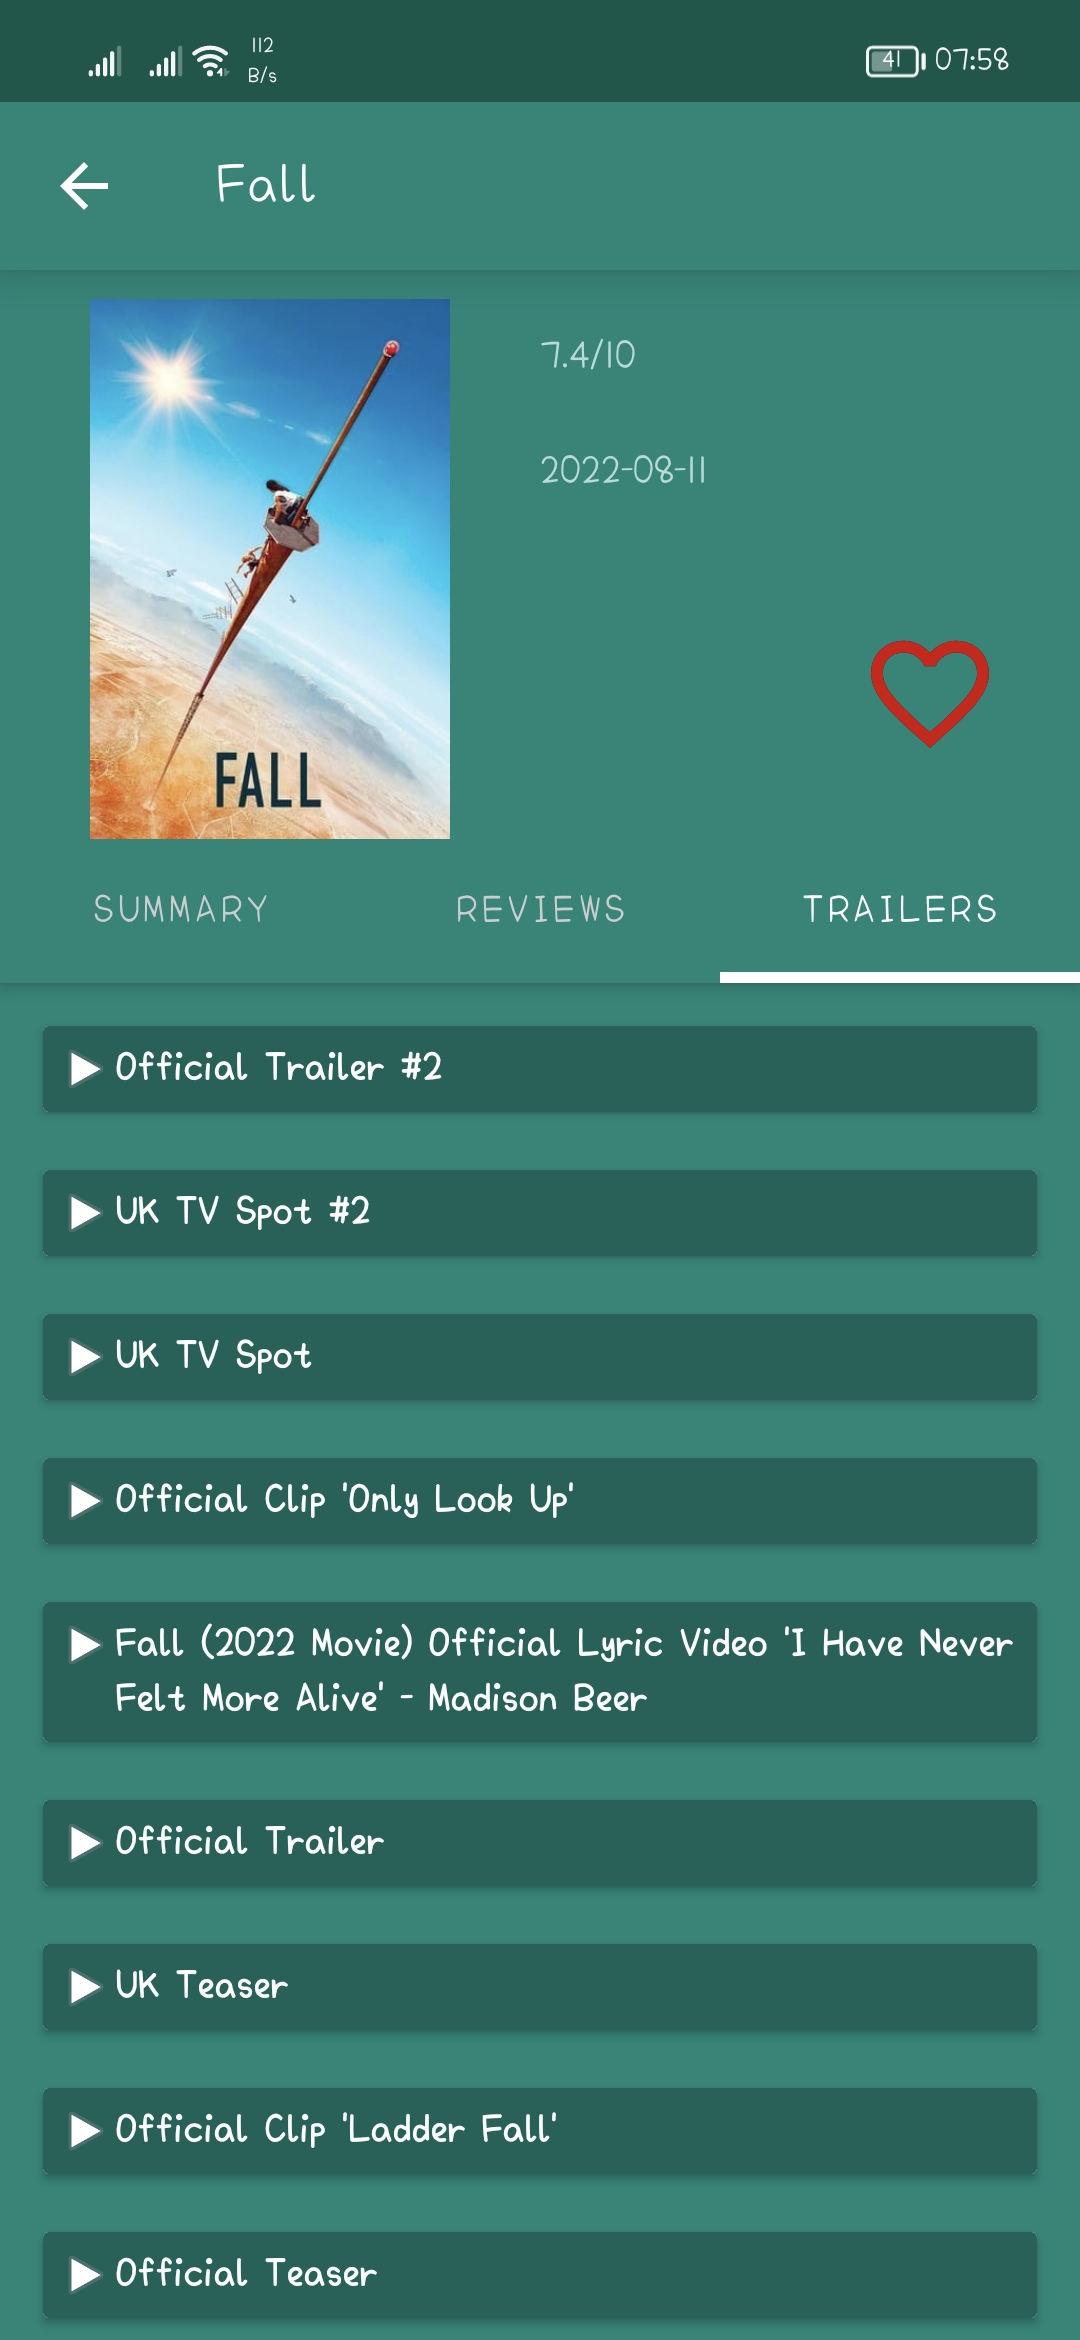 112
B/s
41
07:58
Fall
7.4/10
2022-08-11
FALL
SUMMARY
REVIEWS
TRAILERS
Official Trailer #2
UK TV Spot #2
UK TV Spot
Official Clip 'Only Look Up'
Fall (2022 Movie) Official Lyric Video 'I Have Never
Felt More Alive' - Madison Beer
Official Trailer
UK Teaser
Official Clip 'Ladder Fall'
Official Teaser